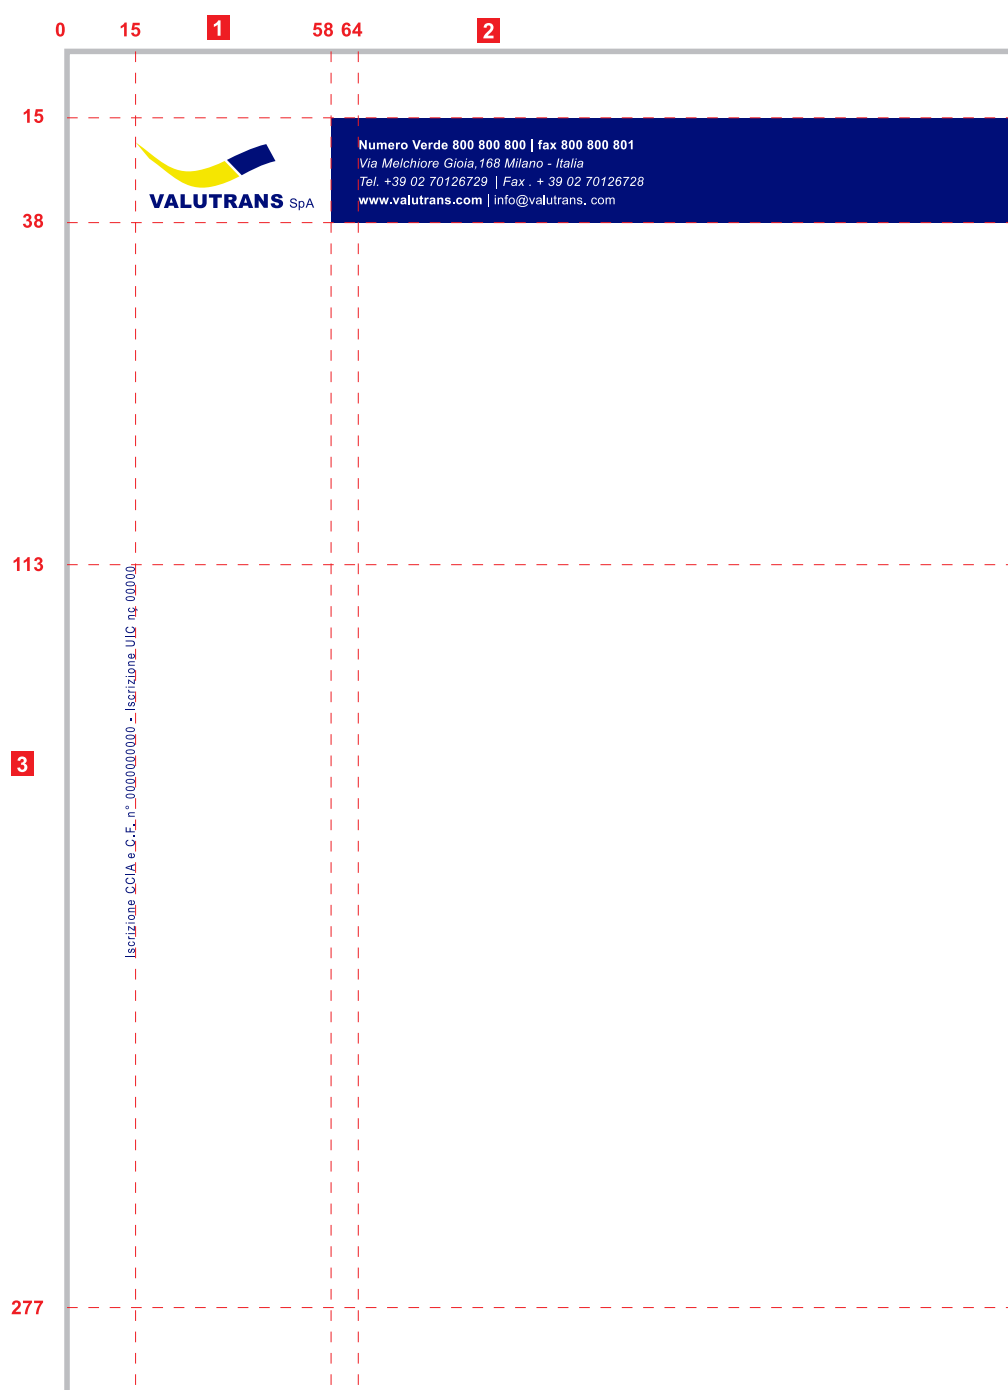 0 15 1 58 64 2
15
Numero Verde 800 800 800 | fax 800 800 801
Via Melchiore Gioia,168 Milano - Italia
Tel. +39 02 70126729 | Fax . + 39 02 70126728
www.valutrans.com | info@valutrans. com
VALUTRANS SpA
38
113
Iscrizione CCIA e C.F. n° 0000000000 - Iscrizione UIC nç 00000
3
277